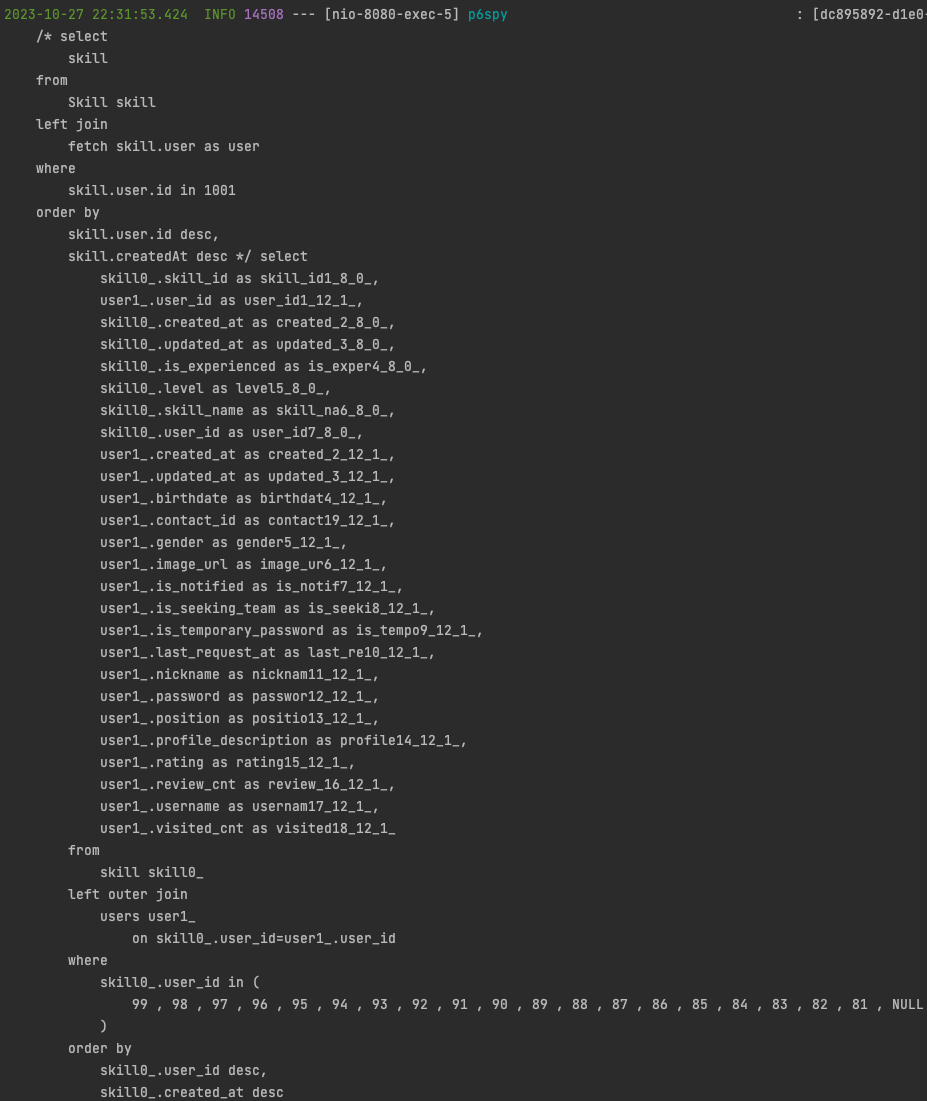 2023-10-27 22:31:53.424  INFO 14508 --- [nio-8080-exec-5] p6spy                                    : [dc895892-d1e0-
    /* select
        skill
    from
        Skill skill
    left join
        fetch skill.user as user
    where
        skill.user.id in 1001
    order by
        skill.user.id desc,
        skill.createdAt desc */ select
            skill0_.skill_id as skill_id1_8_0_,
            user1_.user_id as user_id1_12_1_,
            skill0_.created_at as created_2_8_0_,
            skill0_.updated_at as updated_3_8_0_,
            skill0_.is_experienced as is_exper4_8_0_,
            skill0_.level as level5_8_0_,
            skill0_.skill_name as skill_na6_8_0_,
            skill0_.user_id as user_id7_8_0_,
            user1_.created_at as created_2_12_1_,
            user1_.updated_at as updated_3_12_1_,
            user1_.birthdate as birthdat4_12_1_,
            user1_.contact_id as contact19_12_1_,
            user1_.gender as gender5_12_1_,
            user1_.image_url as image_ur6_12_1_,
            user1_.is_notified as is_notif7_12_1_,
            user1_.is_seeking_team as is_seeki8_12_1_,
            user1_.is_temporary_password as is_tempo9_12_1_,
            user1_.last_request_at as last_re10_12_1_,
            user1_.nickname as nicknam11_12_1_,
            user1_.password as passwor12_12_1_,
            user1_.position as positio13_12_1_,
            user1_.profile_description as profile14_12_1_,
            user1_.rating as rating15_12_1_,
            user1_.review_cnt as review_16_12_1_,
            user1_.username as usernam17_12_1_,
            user1_.visited_cnt as visited18_12_1_
        from
            skill skill0_
        left outer join
            users user1_
                on skill0_.user_id=user1_.user_id
        where
            skill0_.user_id in (
                99 , 98 , 97 , 96 , 95 , 94 , 93 , 92 , 91 , 90 , 89 , 88 , 87 , 86 , 85 , 84 , 83 , 82 , 81 , NULL
            )
        order by
            skill0_.user_id desc,
            skill0_.created_at desc